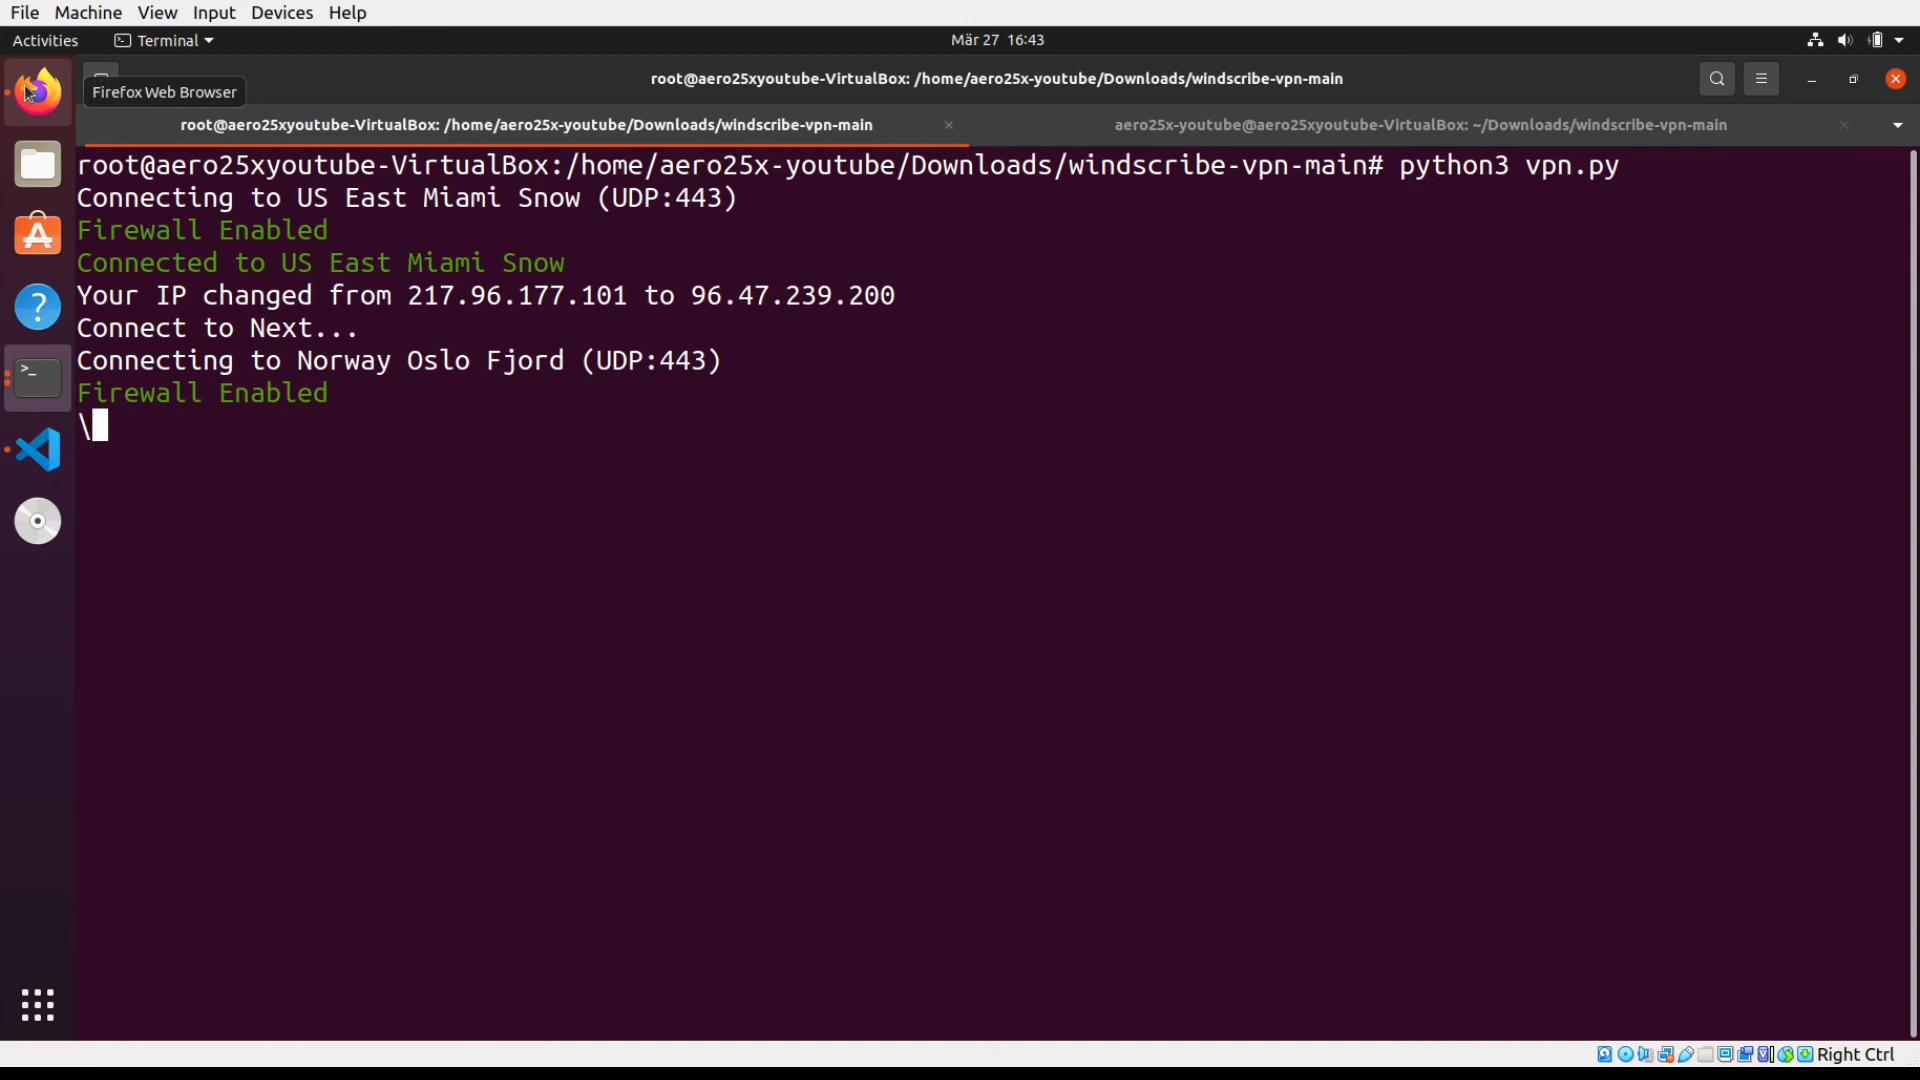 File Machine View Input Devices Help
Activities Terminal Mär 27 16:43
Firefox Web Browser
root@aero25xyoutube-VirtualBox: /home/aero25x-youtube/Downloads/windscribe-vpn-main
root@aero25xyoutube-VirtualBox: /home/aero25x-youtube/Downloads/windscribe-vpn-main
aero25x-youtube@aero25xyoutube-VirtualBox: ~/Downloads/windscribe-vpn-main
root@aero25xyoutube-VirtualBox:/home/aero25x-youtube/Downloads/windscribe-vpn-main# python3 vpn.py
Connecting to US East Miami Snow (UDP:443)
Firewall Enabled
Connected to US East Miami Snow
Your IP changed from 217.96.177.101 to 96.47.239.200
Connect to Next...
Connecting to Norway Oslo Fjord (UDP:443)
Firewall Enabled
\
Right Ctrl